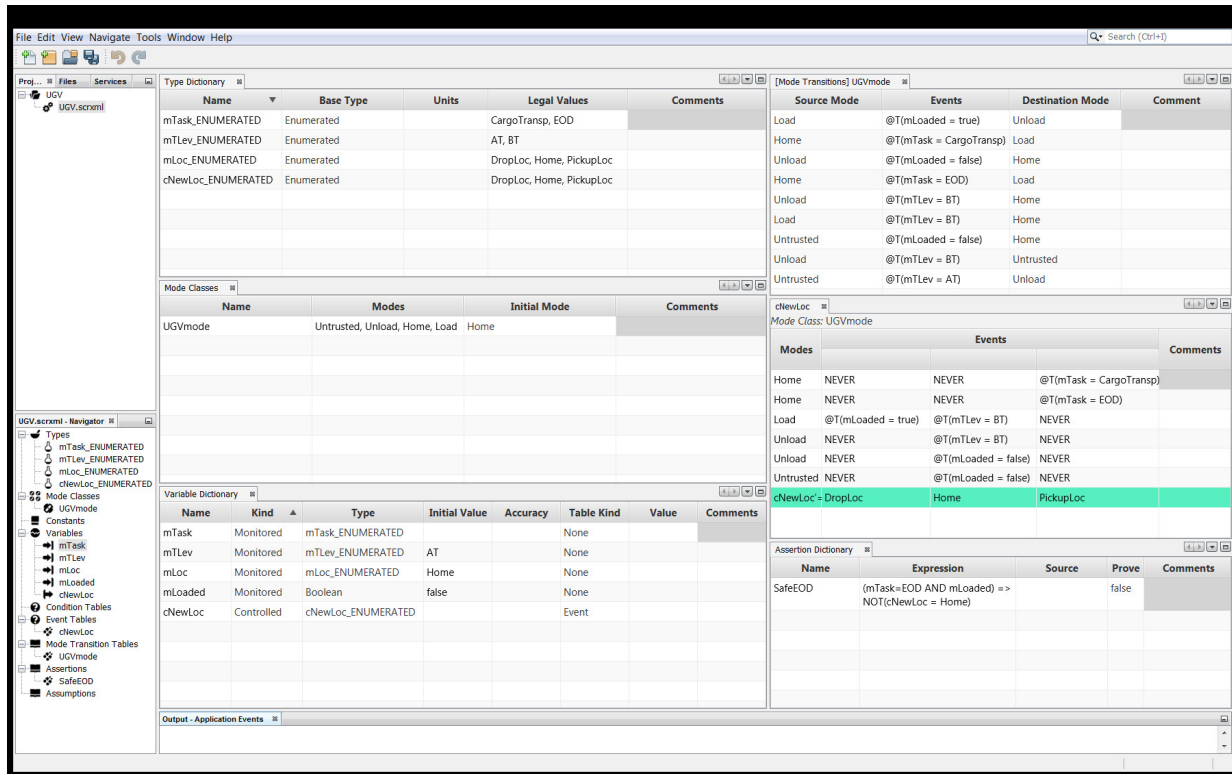 File Edit View Navigate Tools Window Help
Search (Ctrl+I)
Proj... Files Services
UGV
UGV.scrxml
Type Dictionary
Name Base Type Units Legal Values Comments
mTask_ENUMERATED Enumerated CargoTransp, EOD
mTLev_ENUMERATED Enumerated AT, BT
mLoc_ENUMERATED Enumerated DropLoc, Home, PickupLoc
cNewLoc_ENUMERATED Enumerated DropLoc, Home, PickupLoc
[Mode Transitions] UGVmode
Source Mode Events Destination Mode Comment
Load @T(mLoaded = true) Unload
Home @T(mTask = CargoTransp) Load
Unload @T(mLoaded = false) Home
Home @T(mTask = EOD) Load
Unload @T(mTLev = BT) Home
Load @T(mTLev = BT) Home
Untrusted @T(mLoaded = false) Home
Unload @T(mTLev = BT) Untrusted
Untrusted @T(mTLev = AT) Unload
Mode Classes
Name Modes Initial Mode Comments
UGVmode Untrusted, Unload, Home, Load Home
cNewLoc
Mode Class: UGVmode
Modes Events Comments
Home NEVER NEVER @T(mTask = CargoTransp)
Home NEVER NEVER @T(mTask = EOD)
Load @T(mLoaded = true) @T(mTLev = BT) NEVER
Unload NEVER @T(mTLev = BT) NEVER
Unload NEVER @T(mLoaded = false) NEVER
Untrusted NEVER @T(mLoaded = false) NEVER
cNewLoc'= DropLoc Home PickupLoc
UGV.scrxml - Navigator
Types
mTask_ENUMERATED
mTLev_ENUMERATED
mLoc_ENUMERATED
cNewLoc_ENUMERATED
Mode Classes
UGVmode
Constants
Variables
mTask
mTLev
mLoc
mLoaded
cNewLoc
Condition Tables
Event Tables
cNewLoc
Mode Transition Tables
UGVmode
Assertions
SafeEOD
Assumptions
Variable Dictionary
Name Kind Type Initial Value Accuracy Table Kind Value Comments
mTask Monitored mTask_ENUMERATED None
mTLev Monitored mTLev_ENUMERATED AT None
mLoc Monitored mLoc_ENUMERATED Home None
mLoaded Monitored Boolean false None
cNewLoc Controlled cNewLoc_ENUMERATED Event
Assertion Dictionary
Name Expression Source Prove Comments
SafeEOD (mTask=EOD AND mLoaded) => false
NOT(cNewLoc = Home)
Output - Application Events